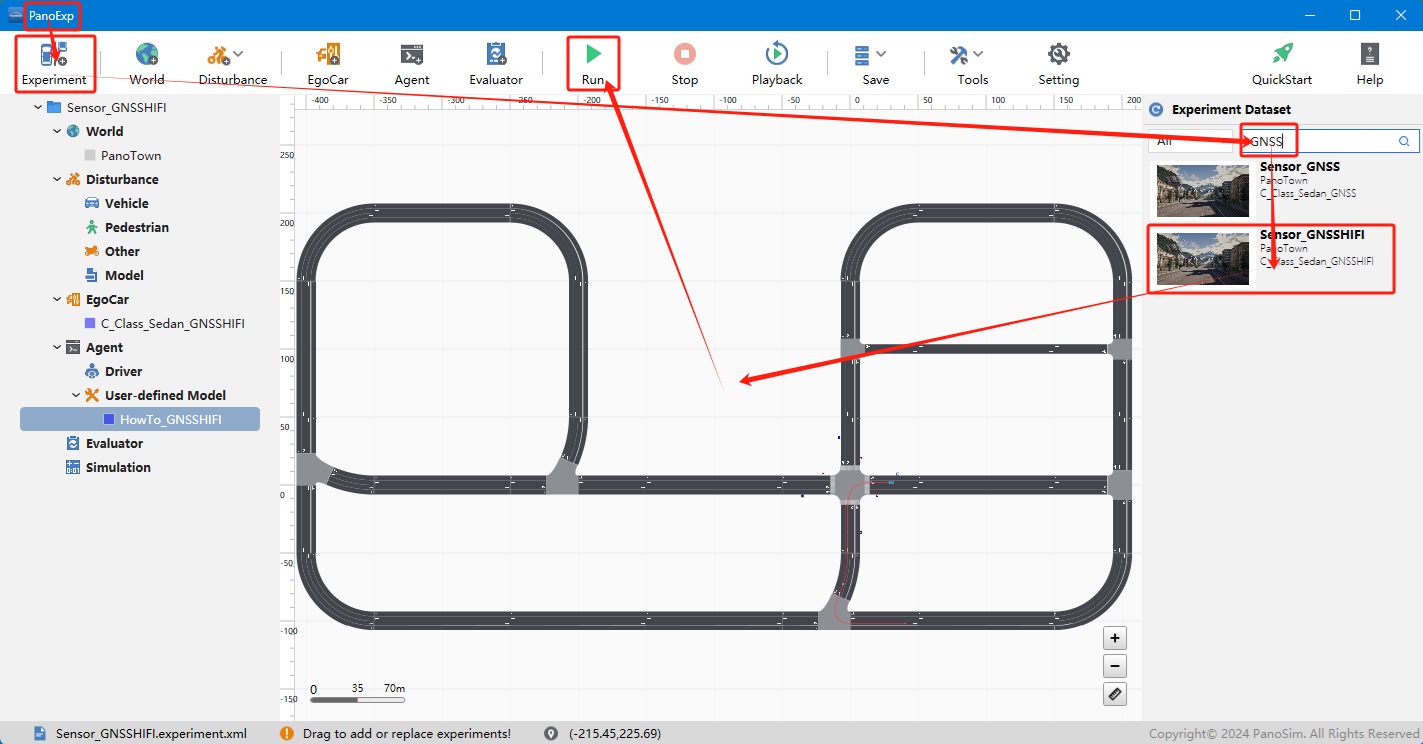 PanoExp
Experiment
World
Disturbance
EgoCar
Agent
Evaluator
Run
Stop
Playback
Save
Tools
Setting
QuickStart
Help
Sensor_GNSSHIFI
World
PanoTown
Disturbance
Vehicle
Pedestrian
Other
Model
EgoCar
C_Class_Sedan_GNSSHIFI
Agent
Driver
User-defined Model
HowTo_GNSSHIFI
Evaluator
Simulation
-400 -350 -300 -250 -200 -150 -100 -50 0 50 100 150 200
250
200
150
100
50
0
-50
-100
-150
0 35 70m
+
−
Experiment Dataset
All
GNSS
Sensor_GNSS
PanoTown
C_Class_Sedan_GNSS
Sensor_GNSSHIFI
PanoTown
C_Class_Sedan_GNSSHIFI
Sensor_GNSSHIFI.experiment.xml
Drag to add or replace experiments!
(-215.45,225.69)
Copyright© 2024 PanoSim. All Rights Reserved